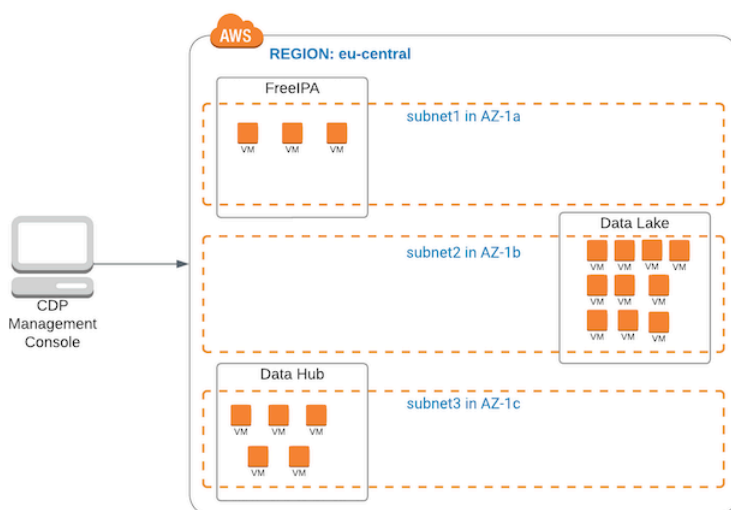 AWS
REGION: eu-central
FreeIPA
subnet1 in AZ-1a
VM VM VM
Data Lake
subnet2 in AZ-1b
VM VM VM VM
VM VM VM
VM VM VM
CDP
Management
Console
Data Hub
subnet3 in AZ-1c
VM VM VM
VM VM